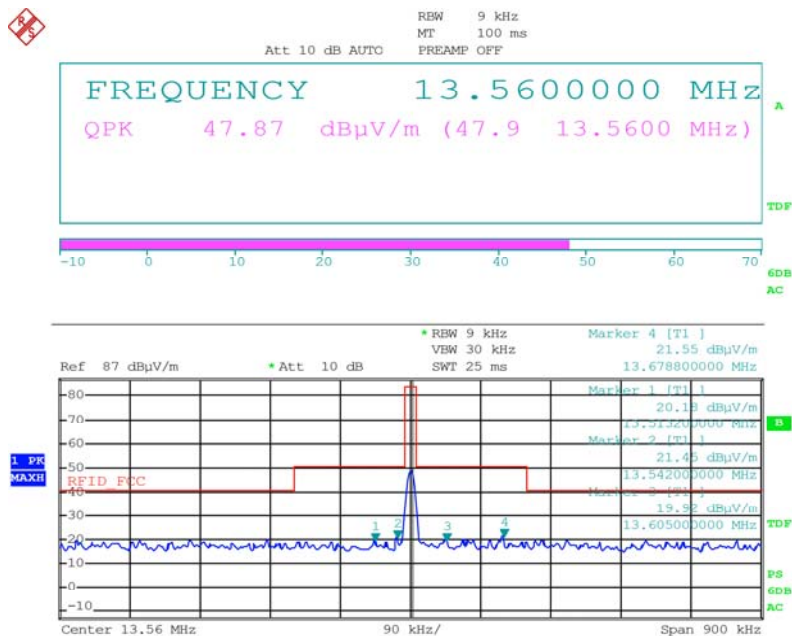 R S
RBW 9 kHz
MT 100 ms
Att 10 dB AUTO PREAMP OFF
FREQUENCY 13.5600000 MHz
QPK 47.87 dBµV/m (47.9 13.5600 MHz)
A
TDF
-10 0 10 20 30 40 50 60 70
6DB
AC
* RBW 9 kHz
VBW 30 kHz
Ref 87 dBµV/m * Att 10 dB SWT 25 ms
Marker 4 [T1 ]
21.55 dBµV/m
13.678800000 MHz
Marker 1 [T1 ]
20.18 dBµV/m
13.513200000 MHz
Marker 2 [T1 ]
21.45 dBµV/m
13.542000000 MHz
Marker 3 [T1 ]
19.92 dBµV/m
13.605000000 MHz
80
70
60
50
40
30
20
10
0
-10
1 PK
MAXH
RFID_FCC
1 2 3 4
B
TDF
PS
6DB
AC
Center 13.56 MHz 90 kHz/ Span 900 kHz